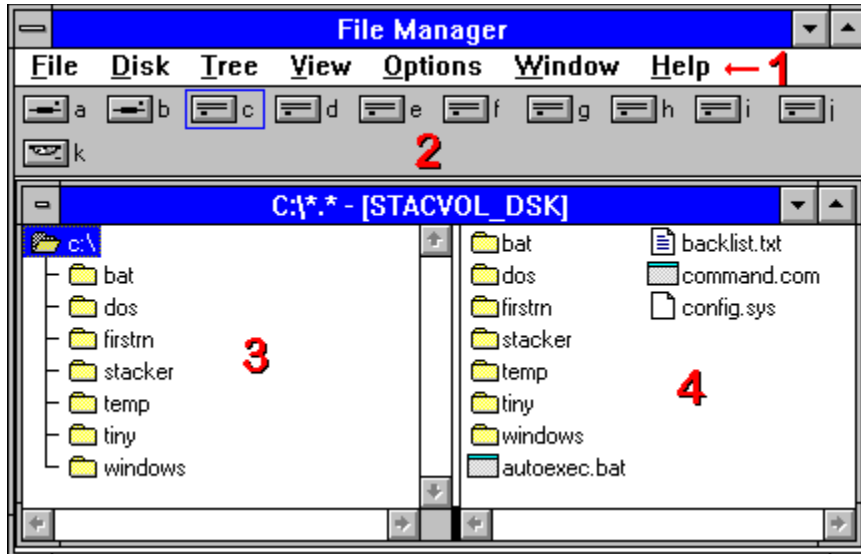 File Manager
File Disk Tree View Options Window Help ←1
a b c d e f g h i j
k 2
C:\*.* - [STACVOL_DSK]
c:\
bat
dos
firstrn
stacker
temp
tiny
windows
3
bat backlist.txt
dos command.com
firstrn config.sys
stacker
temp 4
tiny
windows
autoexec.bat